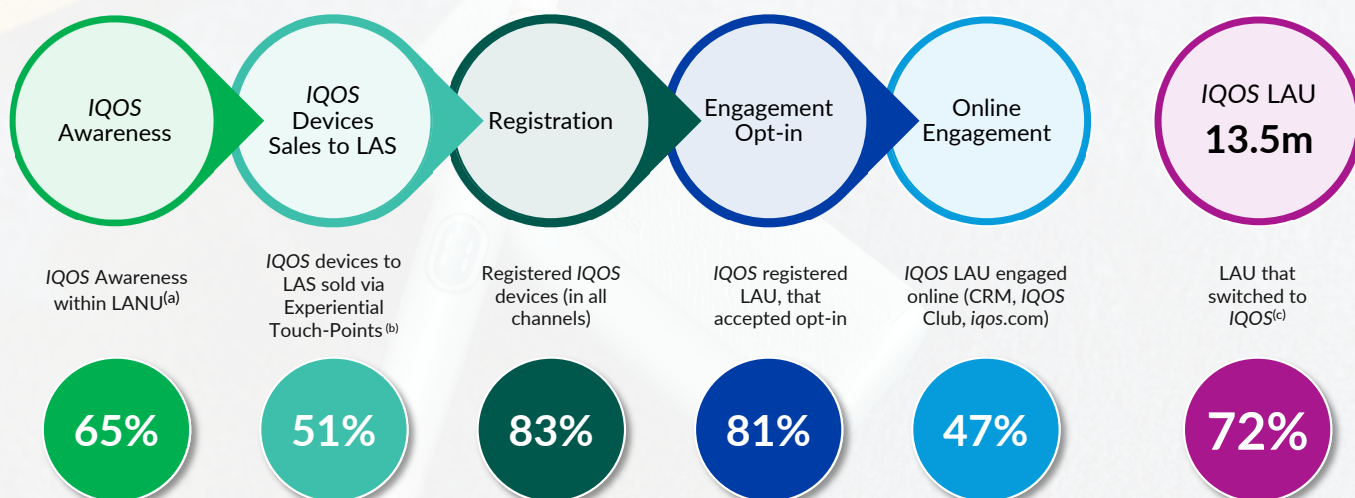 IQOS
Awareness
IQOS
Devices
Sales to LAS
Registration
Engagement
Opt-in
Online
Engagement
IQOS LAU
13.5m
IQOS Awareness
within LANU(a)
IQOS devices to
LAS sold via
Experiential
Touch-Points (b)
Registered IQOS
devices (in all
channels)
IQOS registered
LAU, that
accepted opt-in
IQOS LAU engaged
online (CRM, IQOS
Club, iqos.com)
LAU that
switched to
IQOS(c)
65%
51%
83%
81%
47%
72%